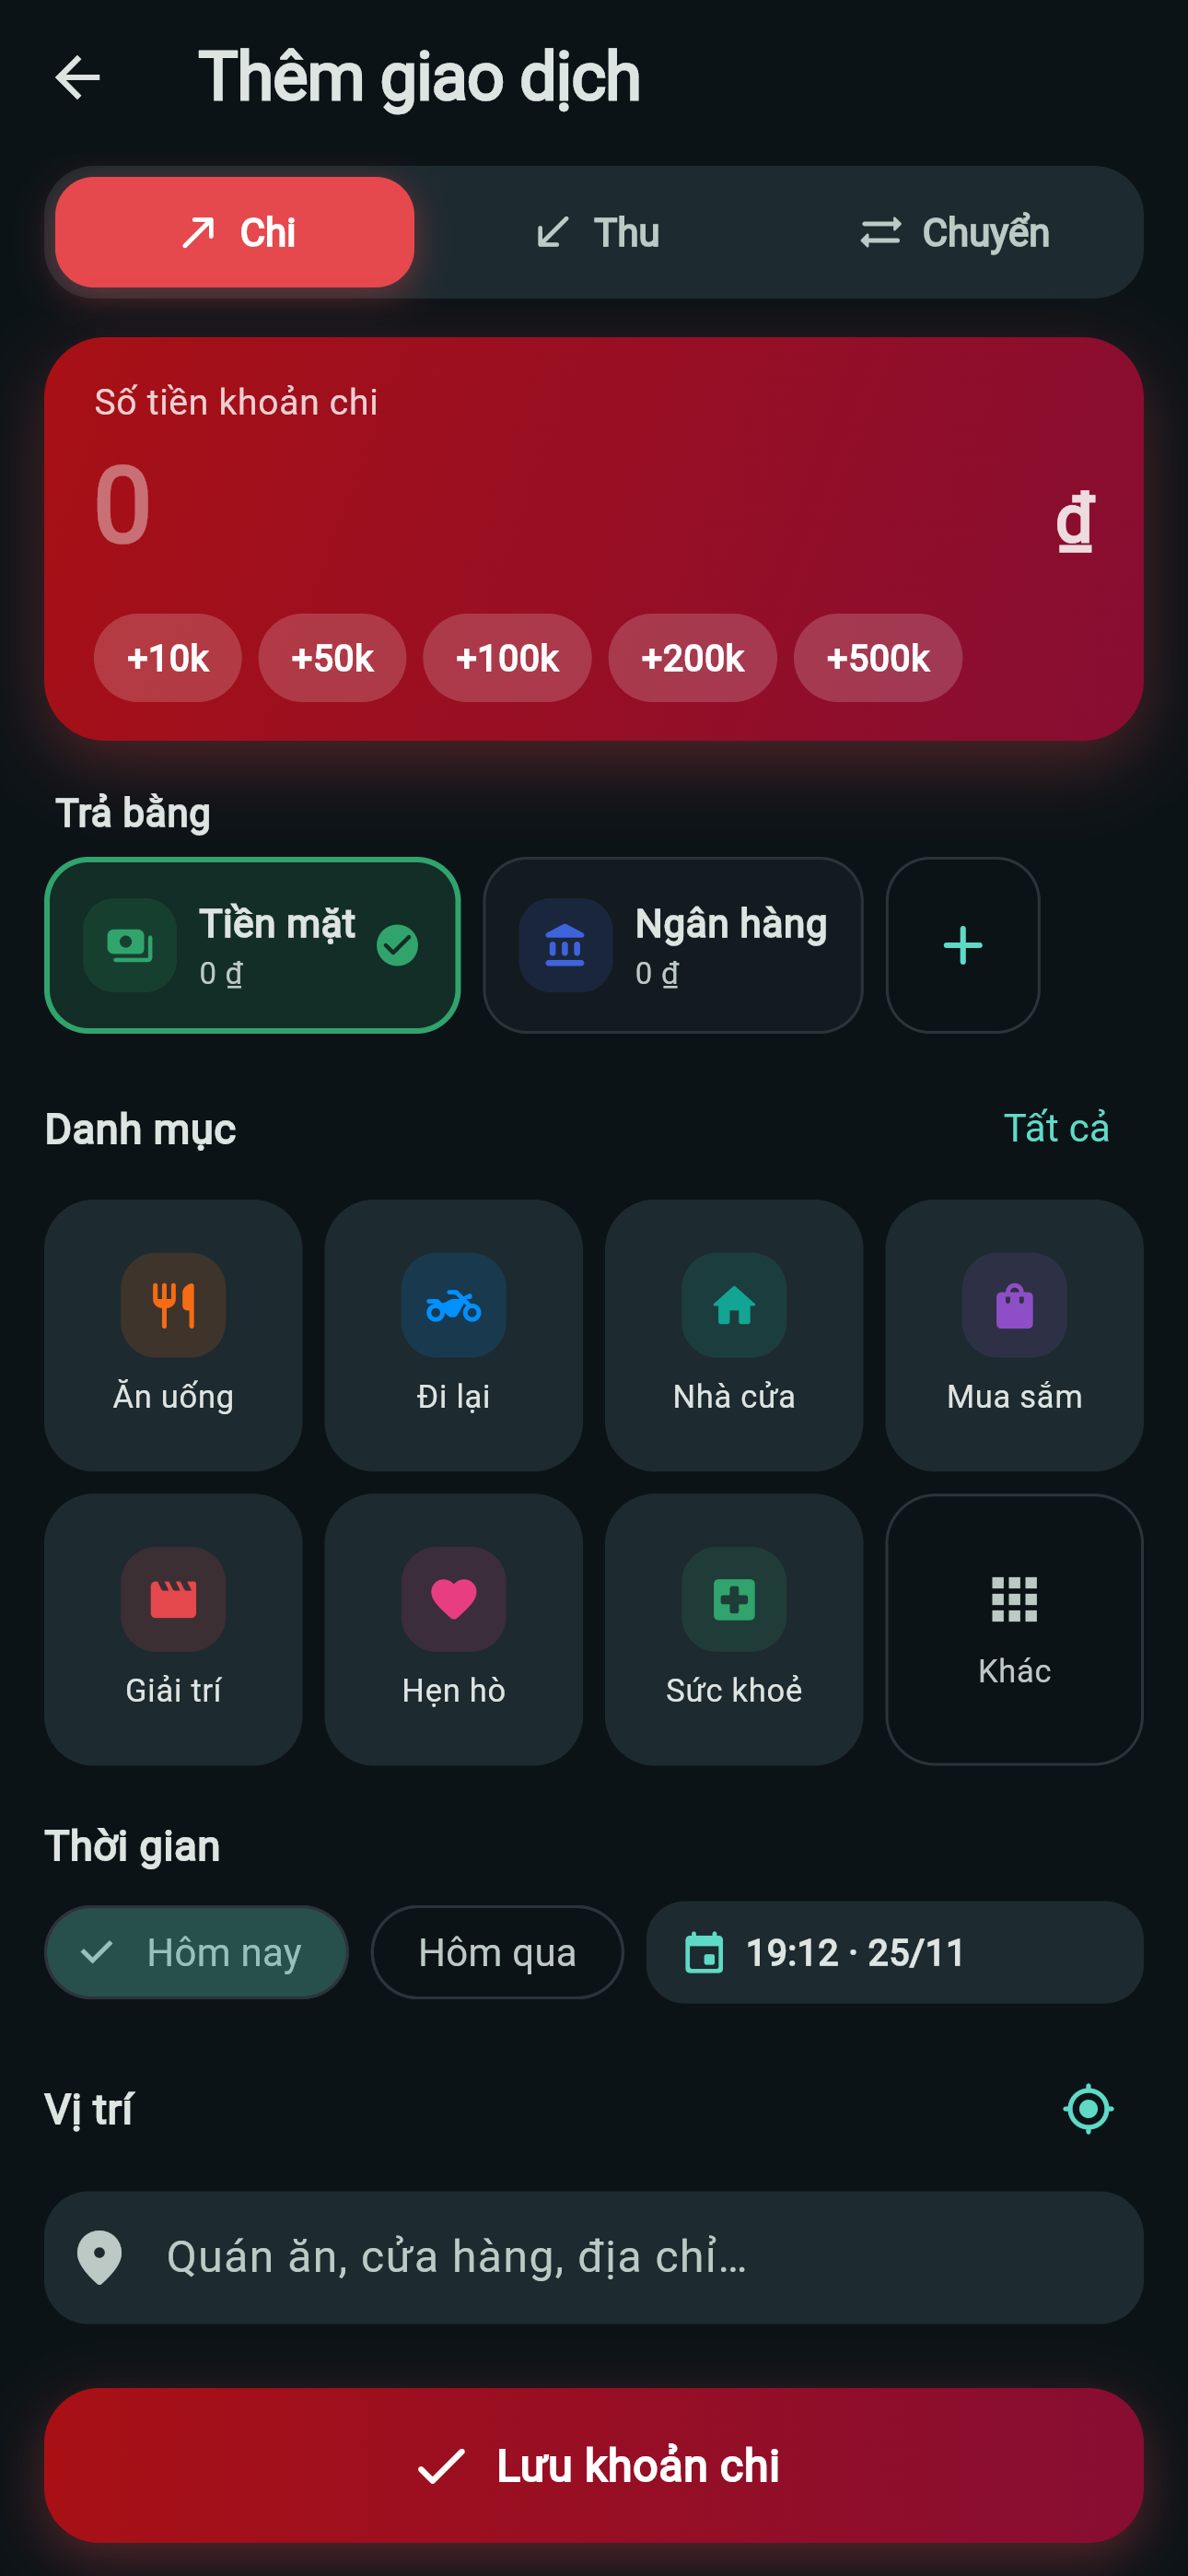 Thêm giao dịch
Chi
Thu
Chuyển
Số tiền khoản chi
0
₫
+10k
+50k
+100k
+200k
+500k
Trả bằng
Tiền mặt
0 ₫
Ngân hàng
0 ₫
Danh mục
Tất cả
Ăn uống
Đi lại
Nhà cửa
Mua sắm
Giải trí
Hẹn hò
Sức khoẻ
Khác
Thời gian
Hôm nay
Hôm qua
19:12 · 25/11
Vị trí
Quán ăn, cửa hàng, địa chỉ…
Lưu khoản chi